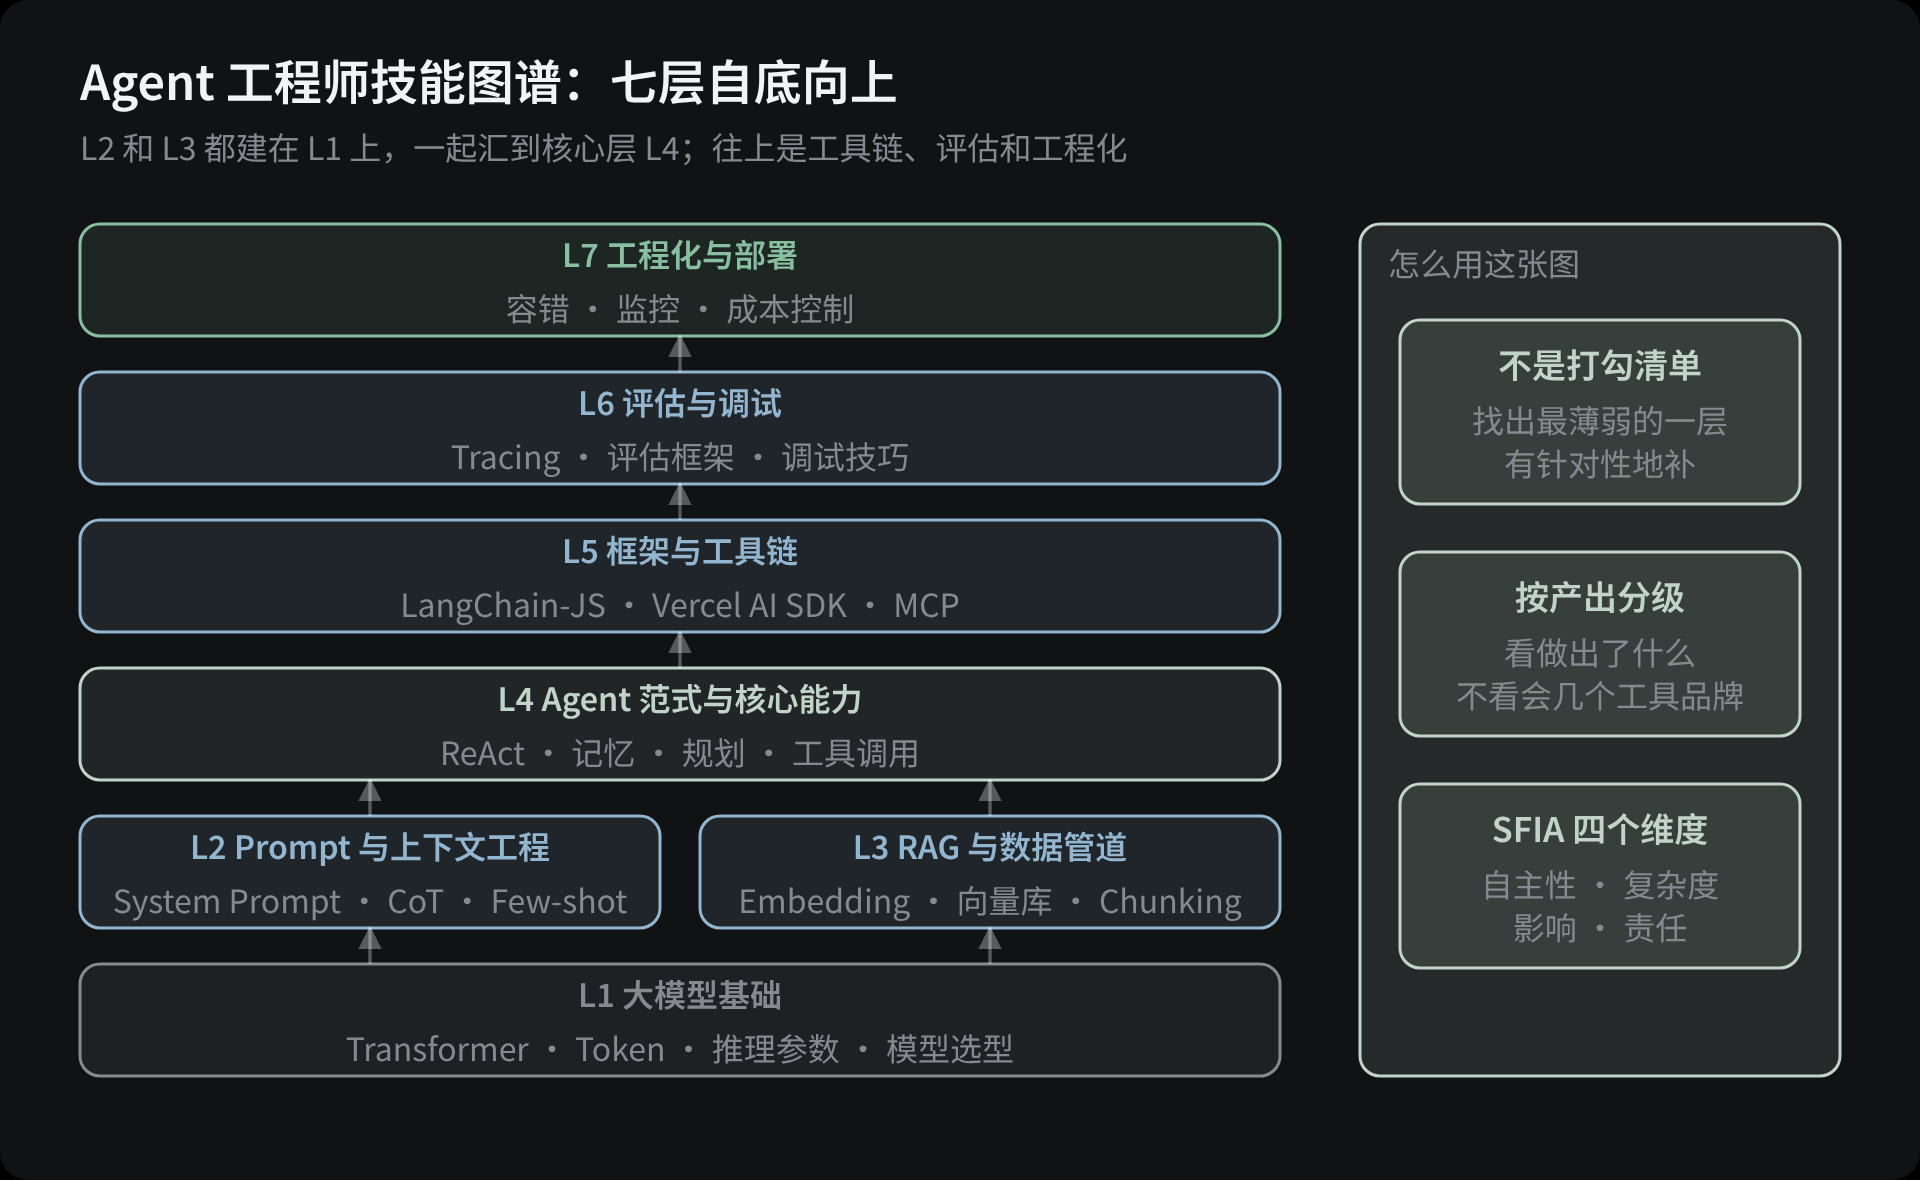 Agent 工程师技能图谱：七层自底向上
L2 和 L3 都建在 L1 上，一起汇到核心层 L4；往上是工具链、评估和工程化
L7 工程化与部署
容错 · 监控 · 成本控制
L6 评估与调试
Tracing · 评估框架 · 调试技巧
L5 框架与工具链
LangChain-JS · Vercel AI SDK · MCP
L4 Agent 范式与核心能力
ReAct · 记忆 · 规划 · 工具调用
L2 Prompt 与上下文工程
System Prompt · CoT · Few-shot
L3 RAG 与数据管道
Embedding · 向量库 · Chunking
L1 大模型基础
Transformer · Token · 推理参数 · 模型选型
怎么用这张图
不是打勾清单
找出最薄弱的一层
有针对性地补
按产出分级
看做出了什么
不看会几个工具品牌
SFIA 四个维度
自主性 · 复杂度
影响 · 责任